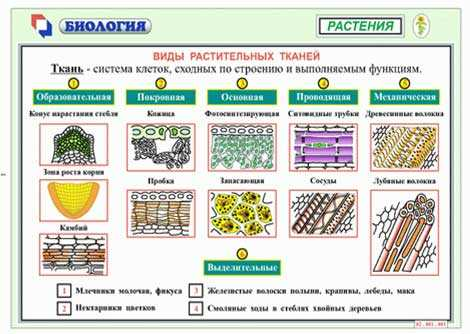 БИОЛОГИЯ
РАСТЕНИЯ
ВИДЫ РАСТИТЕЛЬНЫХ ТКАНЕЙ
Ткань - система клеток, сходных по строению и выполняемым функциям.
1 2 3 4 5
Образовательная Покровная Основная Проводящая Механическая
Конус нарастания стебля Кожица Фотосинтезирующая Ситовидные трубки Древесинные волокна
Зона роста корня Пробка Запасающая Сосуды Лубяные волокна
Камбий
6
Выделительные
1 Млечники молочая, фикуса
3 Железистые волоски полыни, крапивы, лебеды, мака
2 Нектарники цветков
4 Смоляные ходы в стеблях хвойных деревьев